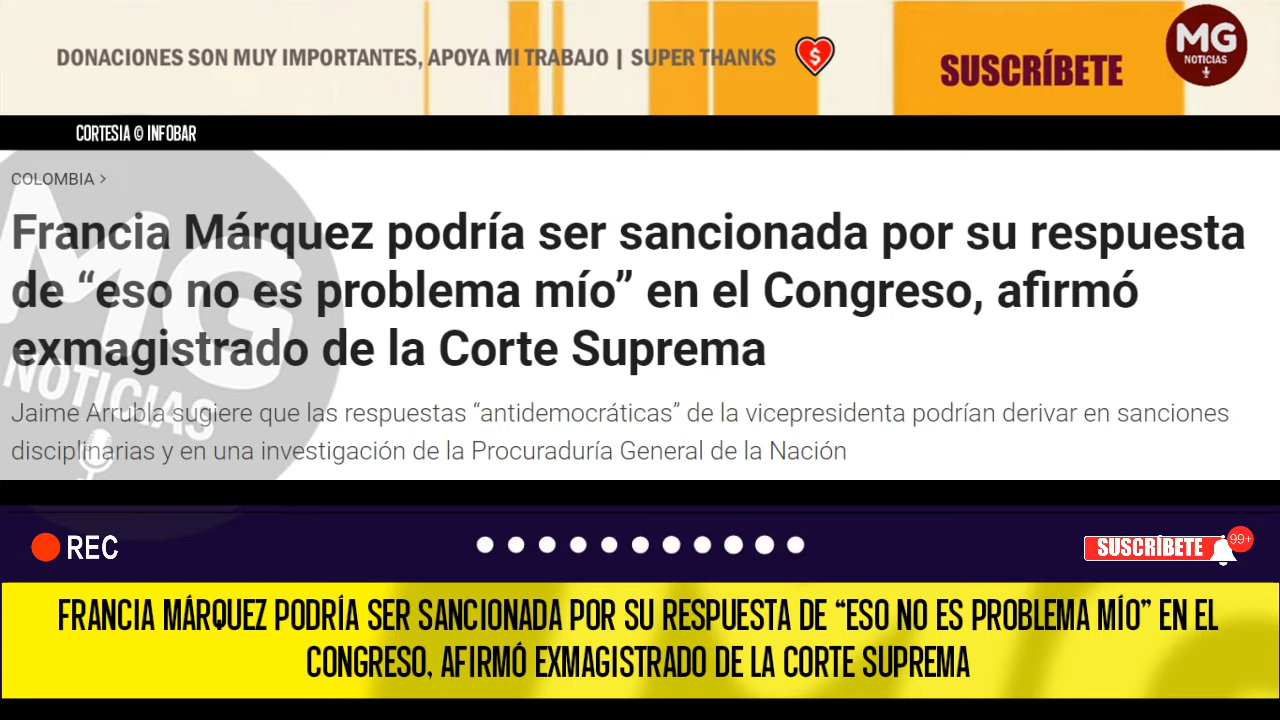 DONACIONES SON MUY IMPORTANTES, APOYA MI TRABAJO | SUPER THANKS
$
SUSCRÍBETE
MG
NOTICIAS
CORTESIA © INFOBAR
COLOMBIA >
Francia Márquez podría ser sancionada por su respuesta
de “eso no es problema mío” en el Congreso, afirmó
exmagistrado de la Corte Suprema
MG
NOTICIAS
Jaime Arrubla sugiere que las respuestas “antidemocráticas” de la vicepresidenta podrían derivar en sanciones
disciplinarias y en una investigación de la Procuraduría General de la Nación
REC
SUSCRÍBETE
99+
FRANCIA MÁRQUEZ PODRÍA SER SANCIONADA POR SU RESPUESTA DE “ESO NO ES PROBLEMA MÍO” EN EL
CONGRESO, AFIRMÓ EXMAGISTRADO DE LA CORTE SUPREMA